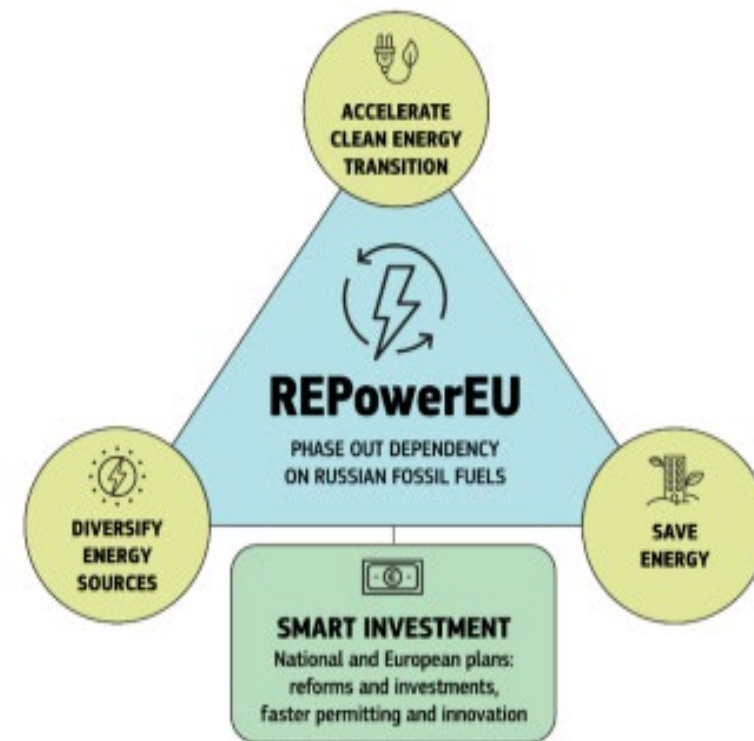 ACCELERATE
CLEAN ENERGY
TRANSITION
REPowerEU
PHASE OUT DEPENDENCY
ON RUSSIAN FOSSIL FUELS
DIVERSIFY
ENERGY
SOURCES
SAVE
ENERGY
SMART INVESTMENT
National and European plans:
reforms and investments,
faster permitting and innovation